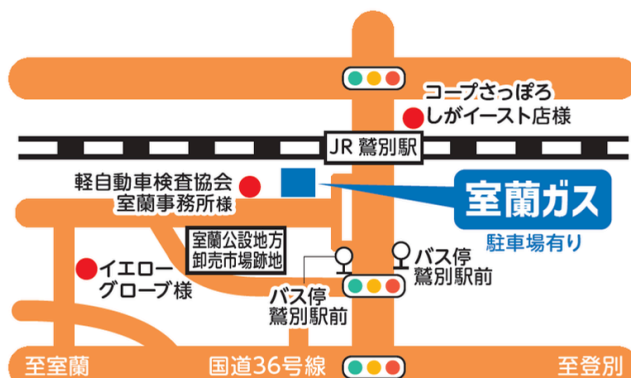 コープさっぽろ
しがイースト店様
JR 鷲別駅
軽自動車検査協会
室蘭事務所様
室蘭ガス
駐車場有り
室蘭公設地方
卸売市場跡地
イエロー
グローブ様
バス停
鷲別駅前
バス停
鷲別駅前
至室蘭
国道36号線
至登別